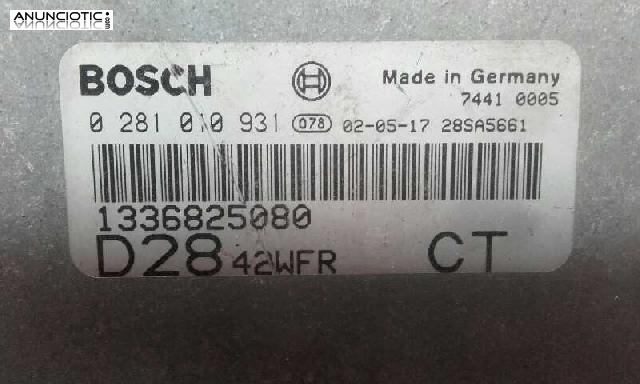 ANUNCIOTIC.com
BOSCH
Made in Germany
7441 0005
0 281 010 931 078 02-05-17 28SA5661
1336825080
D28 42WFR CT